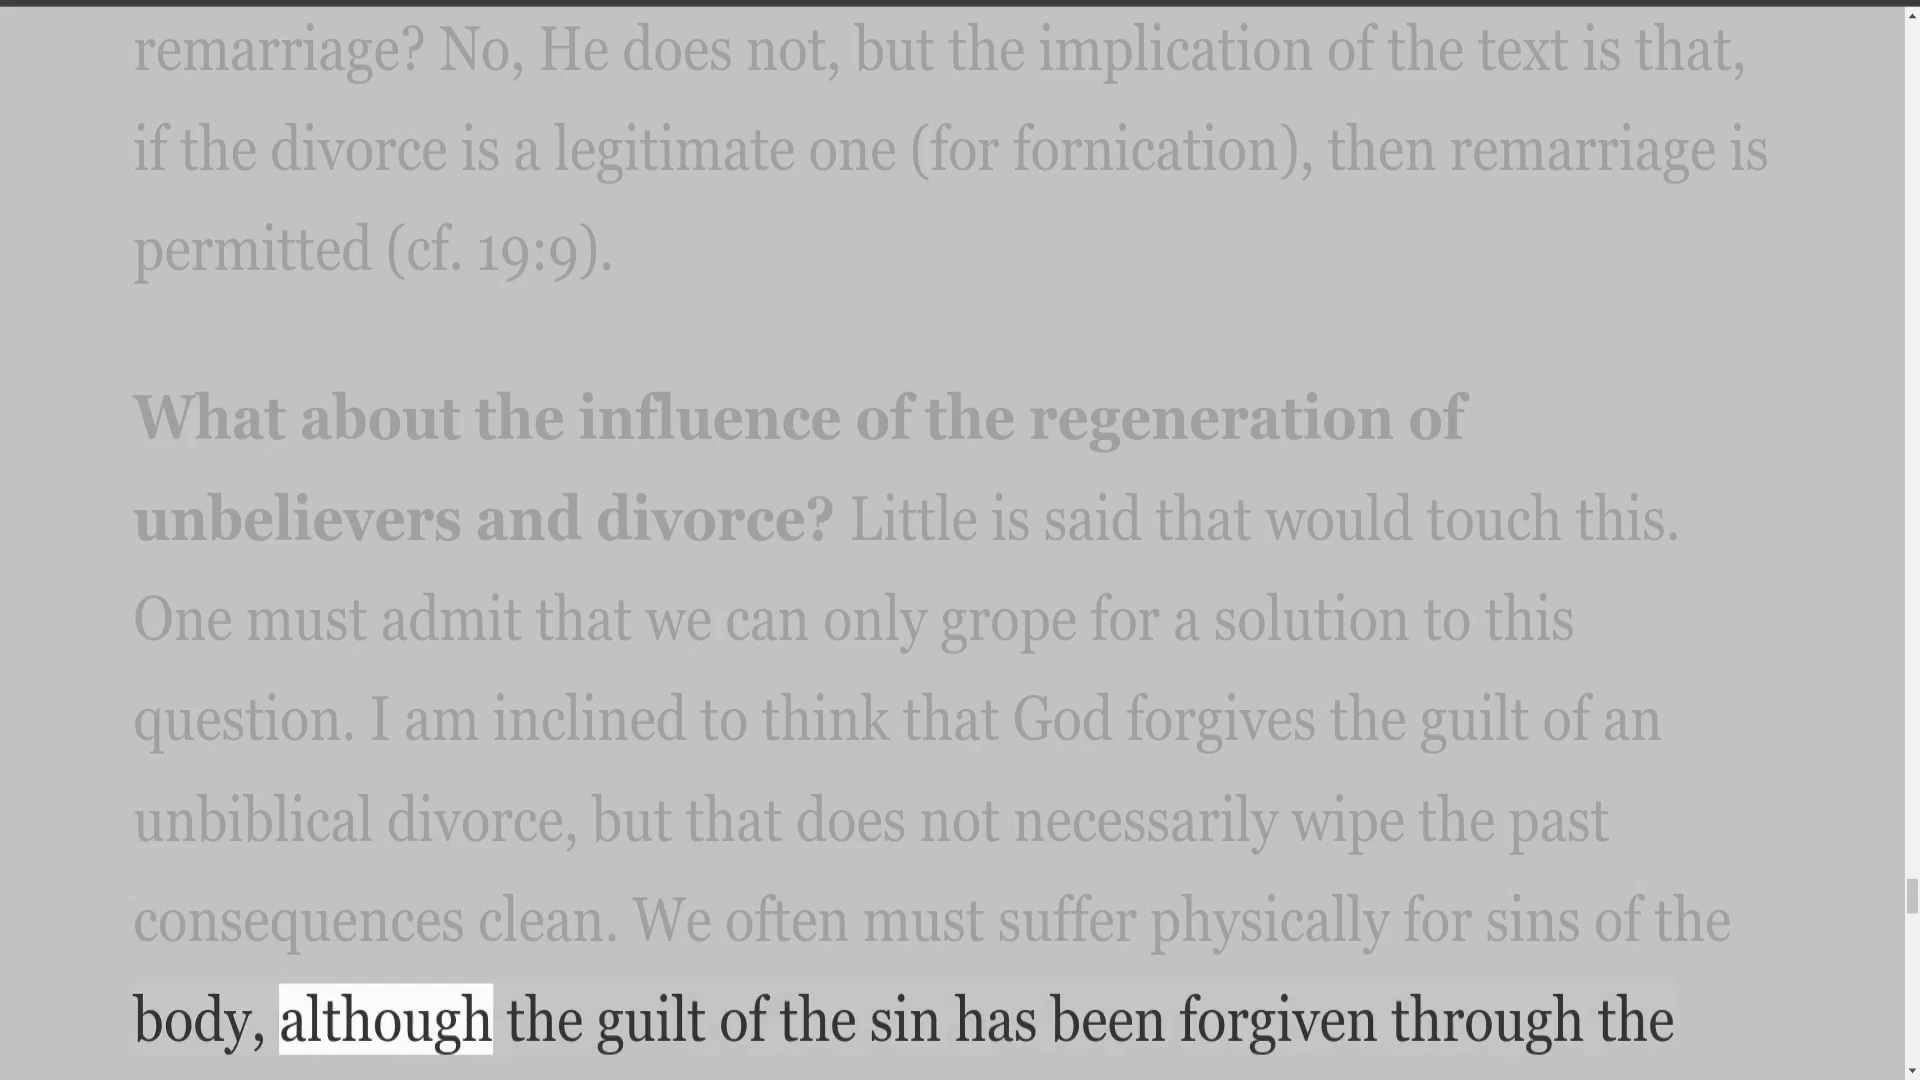 remarriage? No, He does not, but the implication of the text is that,
if the divorce is a legitimate one (for fornication), then remarriage is
permitted (cf. 19:9).
What about the influence of the regeneration of
unbelievers and divorce? Little is said that would touch this.
One must admit that we can only grope for a solution to this
question. I am inclined to think that God forgives the guilt of an
unbiblical divorce, but that does not necessarily wipe the past
consequences clean. We often must suffer physically for sins of the
body, although the guilt of the sin has been forgiven through the